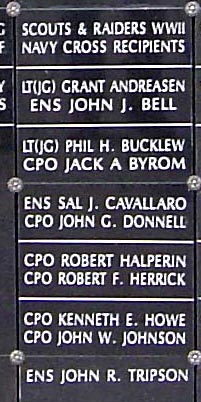 SCOUTS & RAIDERS WWII
NAVY CROSS RECIPIENTS
LT(JG) GRANT ANDREASEN
ENS JOHN J. BELL
LT(JG) PHIL H. BUCKLEW
CPO JACK A BYROM
ENS SAL J. CAVALLARO
CPO JOHN G. DONNELL
CPO ROBERT HALPERIN
CPO ROBERT F. HERRICK
CPO KENNETH E. HOWE
CPO JOHN W. JOHNSON
ENS JOHN R. TRIPSON